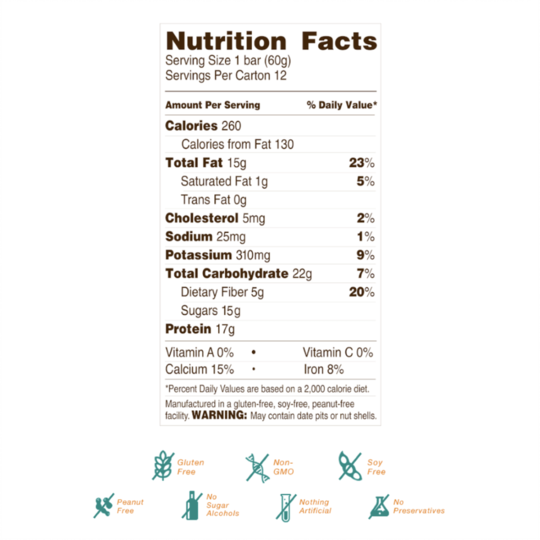 Nutrition Facts
Serving Size 1 bar (60g)
Servings Per Carton 12
Amount Per Serving % Daily Value*
Calories 260
Calories from Fat 130
Total Fat 15g 23%
Saturated Fat 1g 5%
Trans Fat 0g
Cholesterol 5mg 2%
Sodium 25mg 1%
Potassium 310mg 9%
Total Carbohydrate 22g 7%
Dietary Fiber 5g 20%
Sugars 15g
Protein 17g
Vitamin A 0% • Vitamin C 0%
Calcium 15% • Iron 8%
*Percent Daily Values are based on a 2,000 calorie diet.
Manufactured in a gluten-free, soy-free, peanut-free
facility. WARNING: May contain date pits or nut shells.
Gluten
Free
Non-
GMO
Soy
Free
Peanut
Free
No
Sugar
Alcohols
Nothing
Artificial
No
Preservatives